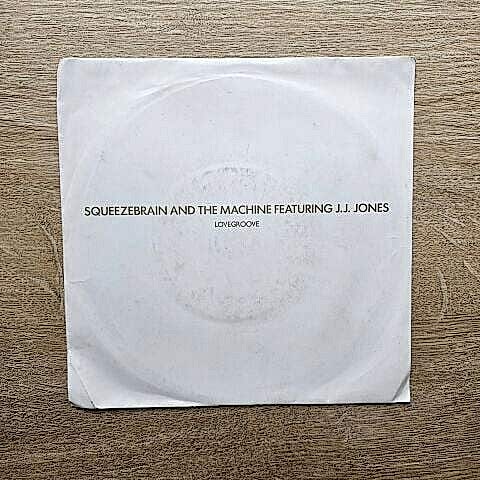 SQUEEZEBRAIN AND THE MACHINE FEATURING J.J. JONES
LOVEGROOVE